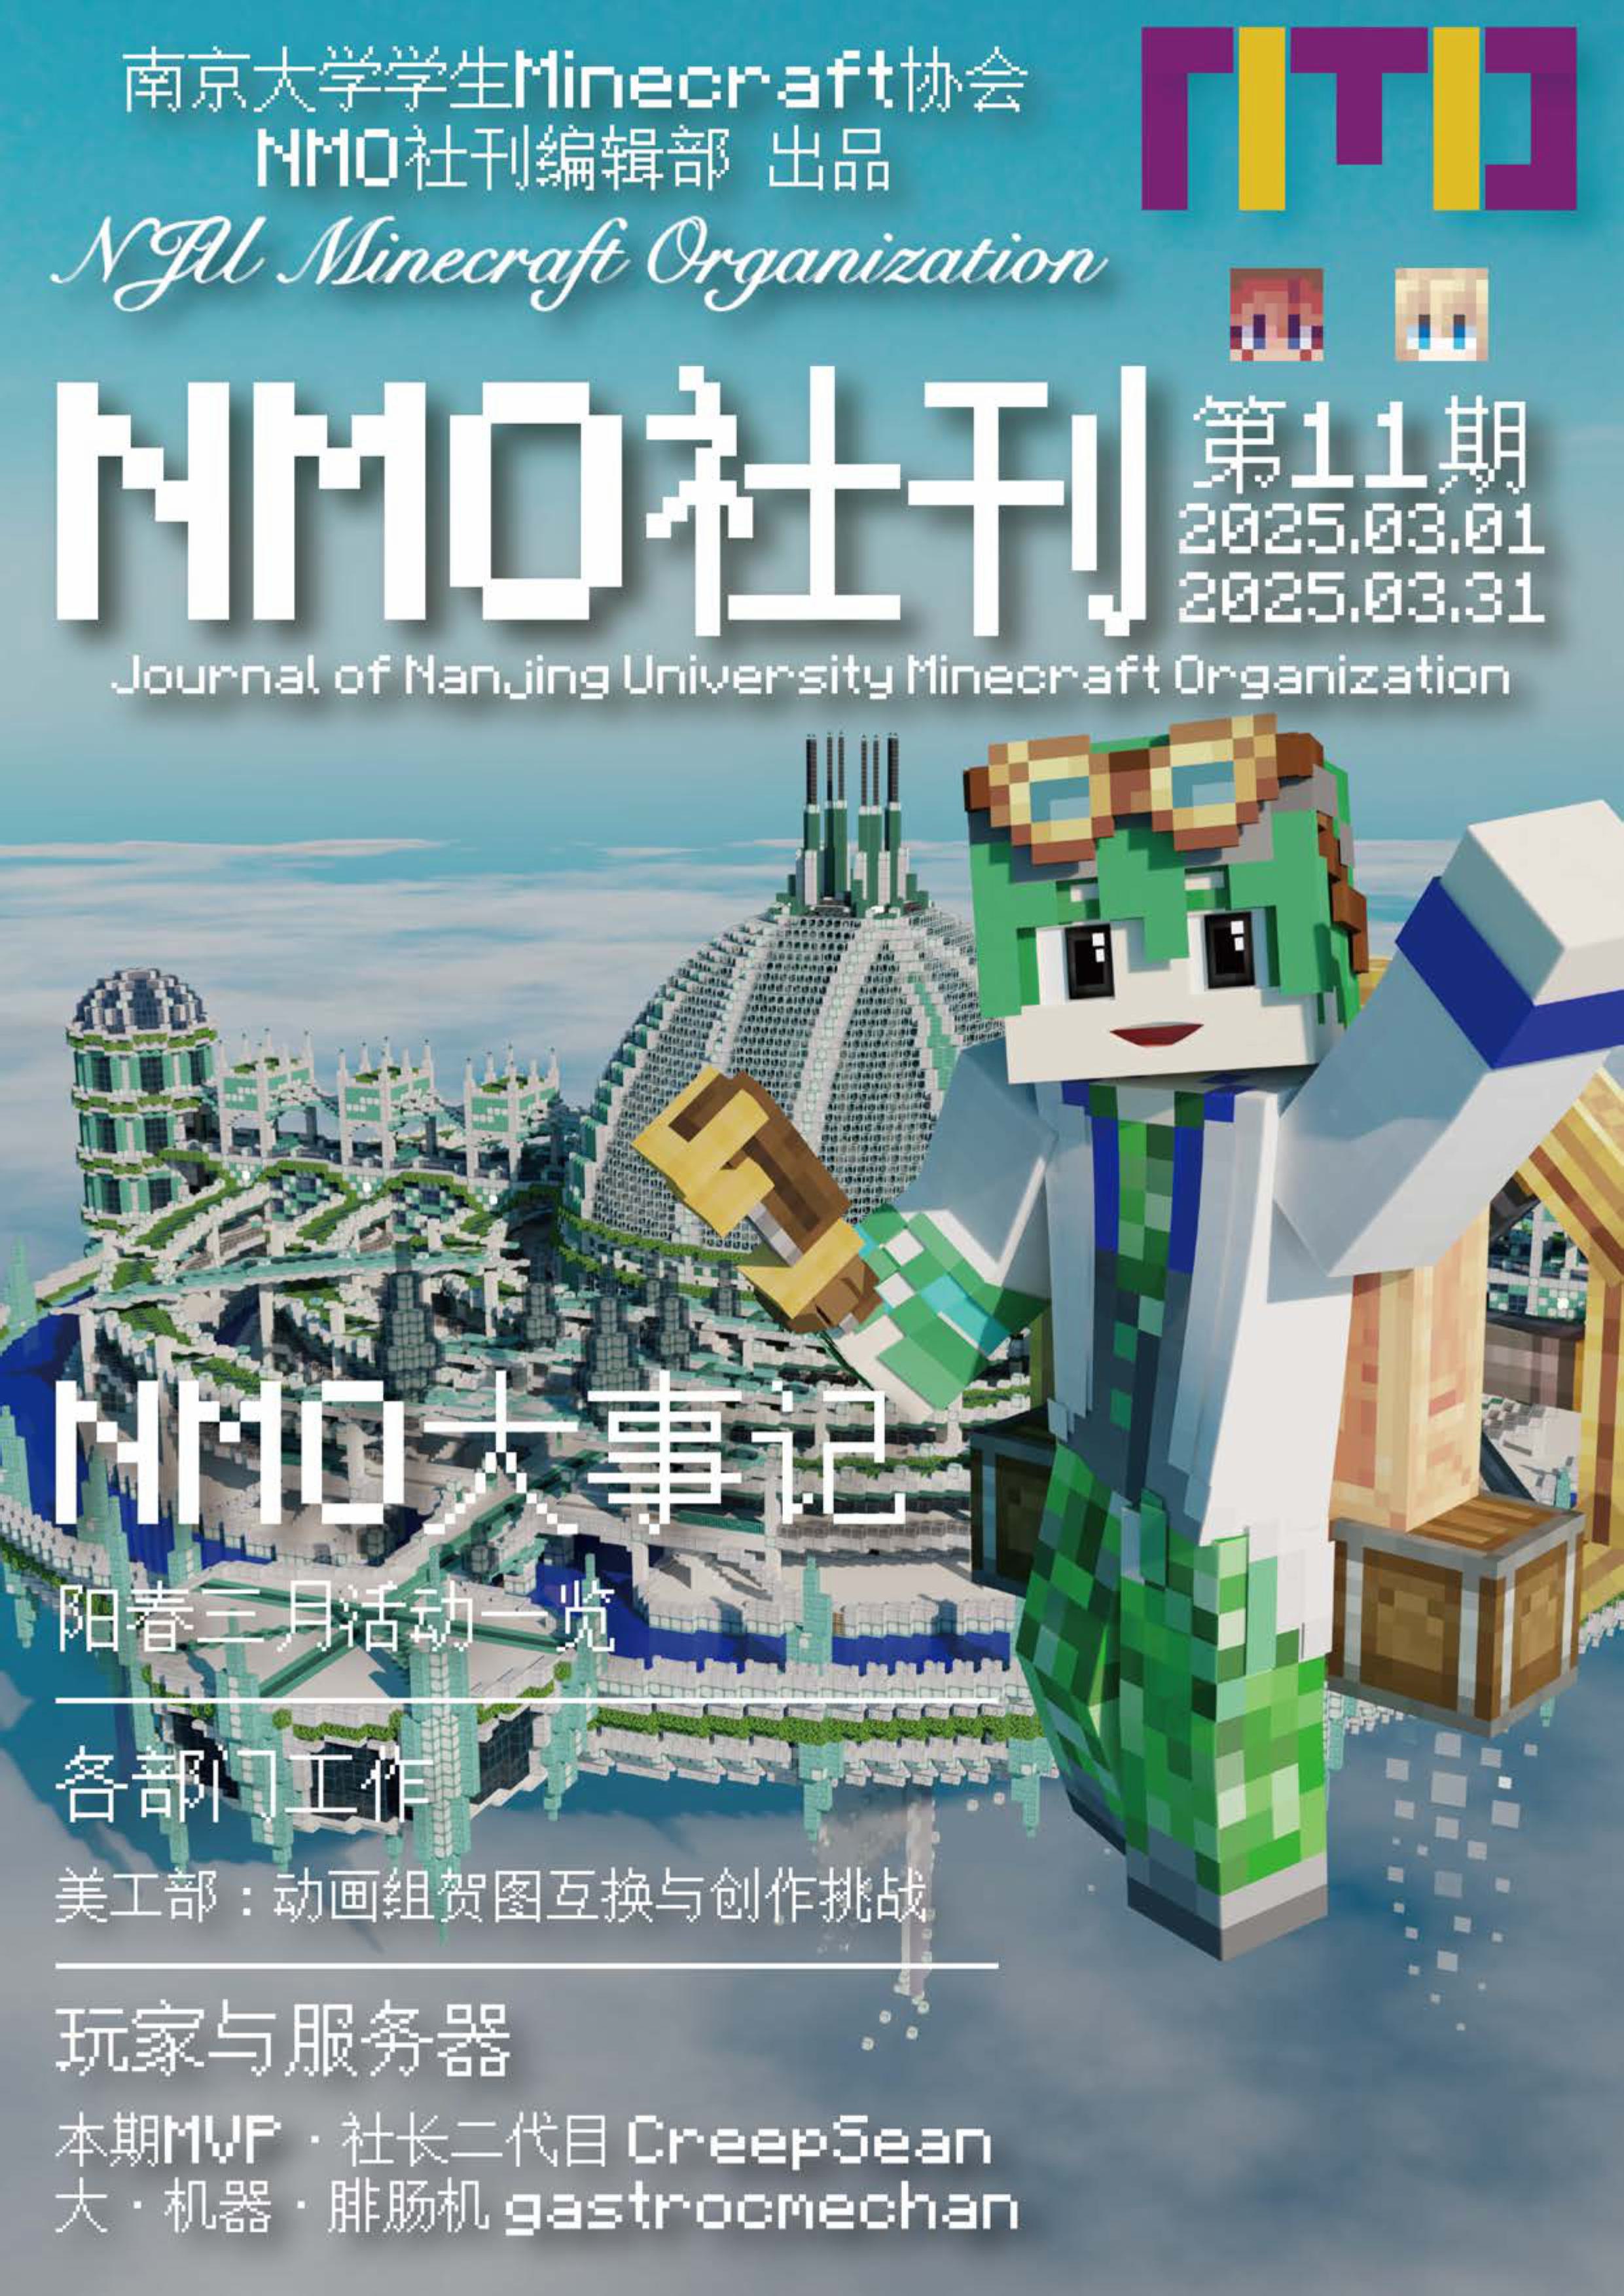 南京大学学生Minecraft协会
NMO
NMO社刊编辑部 出品
NJU Minecraft Organization
NMO社刊
第11期
2025.03.01
2025.03.31
Journal of Nanjing University Minecraft Organization
NMO大事记
阳春三月活动一览
各部门工作
美工部：动画组贺图互换与创作挑战
玩家与服务器
本期MVP · 社长二代目 CreepSean
大 · 机器 · 腓肠机 gastrocmechan